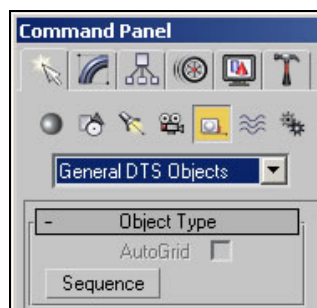 Command Panel
General DTS Objects
- Object Type
AutoGrid
Sequence